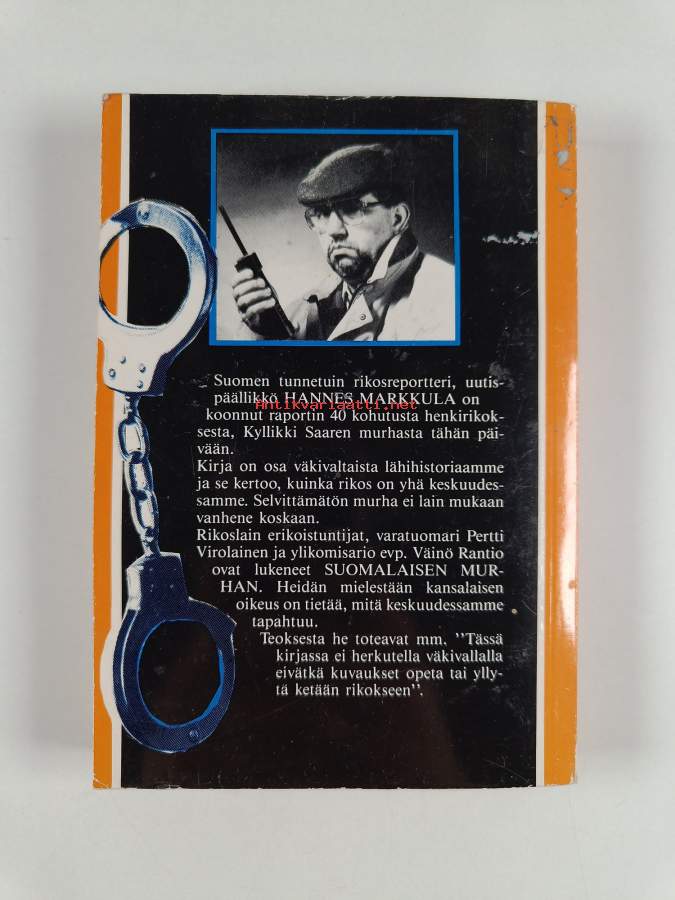 Suomen tunnetuin rikosreportteri, uutis-
päällikkö HANNES MARKKULA on
Antikvariaatti.net
koonnut raportin 40 kohutusta henkirikok-
sesta, Kyllikki Saaren murhasta tähän päi-
vään.
Kirja on osa väkivaltaista lähihistoriaamme
ja se kertoo, kuinka rikos on yhä keskuudes-
samme. Selvittämätön murha ei lain mukaan
vanhene koskaan.
Rikoslain erikoistuntijat, varatuomari Pertti
Virolainen ja ylikomisario evp. Väinö Rantio
ovat lukeneet SUOMALAISEN MUR-
HAN. Heidän mielestään kansalaisen
oikeus on tietää, mitä keskuudessamme
tapahtuu.
Teoksesta he toteavat mm. "Tässä
kirjassa ei herkutella väkivallalla
eivätkä kuvaukset opeta taiylly-
tä ketään rikokseen".